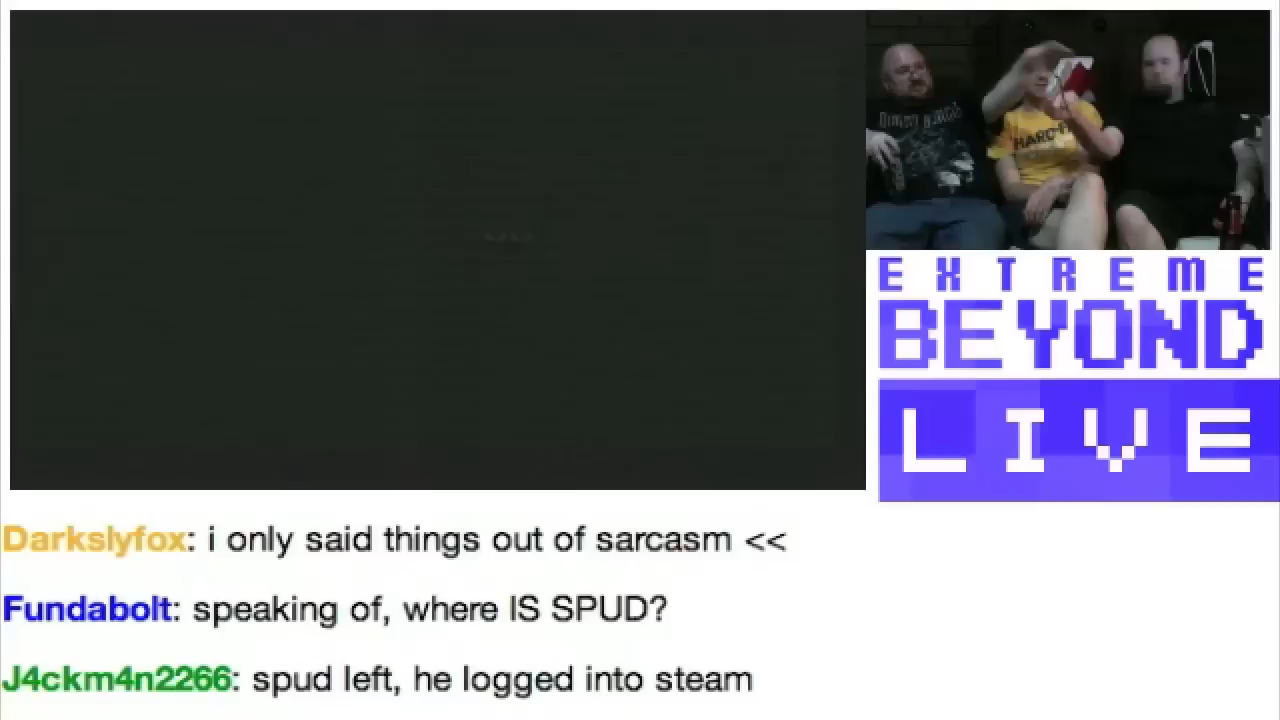 EXTREME
BEYOND
LIVE
Darkslyfox: i only said things out of sarcasm <<
Fundabolt: speaking of, where IS SPUD?
J4ckm4n2266: spud left, he logged into steam